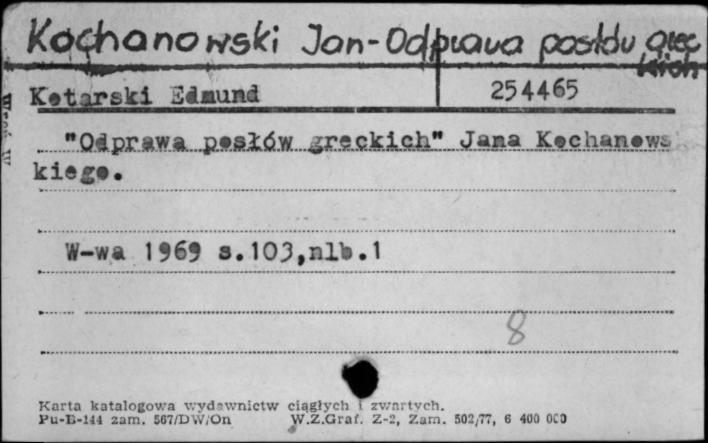 Kochanowski Jan-Odprawa posłów grec
kich
Kotarski Edmund 254465
"Odprawa posłów greckich" Jana Kochanows
kiego.
W-wa 1969 s.103,nlb.1
8
Karta katalogowa wydawnictw ciągłych i zwartych.
Pu-B-144 zam. 567/DW/On W.Z.Graf. Z-2, Zam. 502/77, 6 400 000